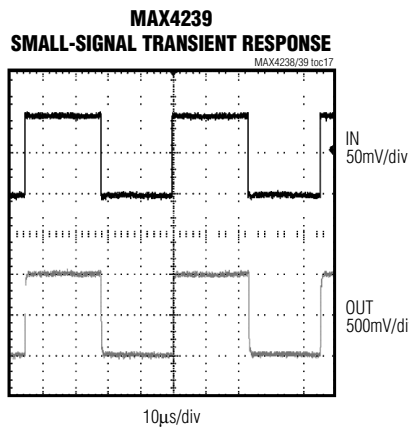 MAX4239
SMALL-SIGNAL TRANSIENT RESPONSE
MAX4238/39 toc17
IN
50mV/div
OUT
500mV/di
10μs/div